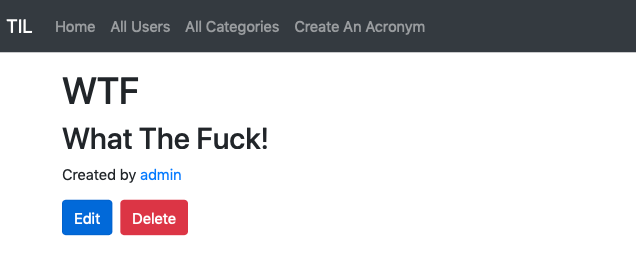 TIL Home All Users All Categories Create An Acronym
WTF
What The Fuck!
Created by admin
Edit Delete